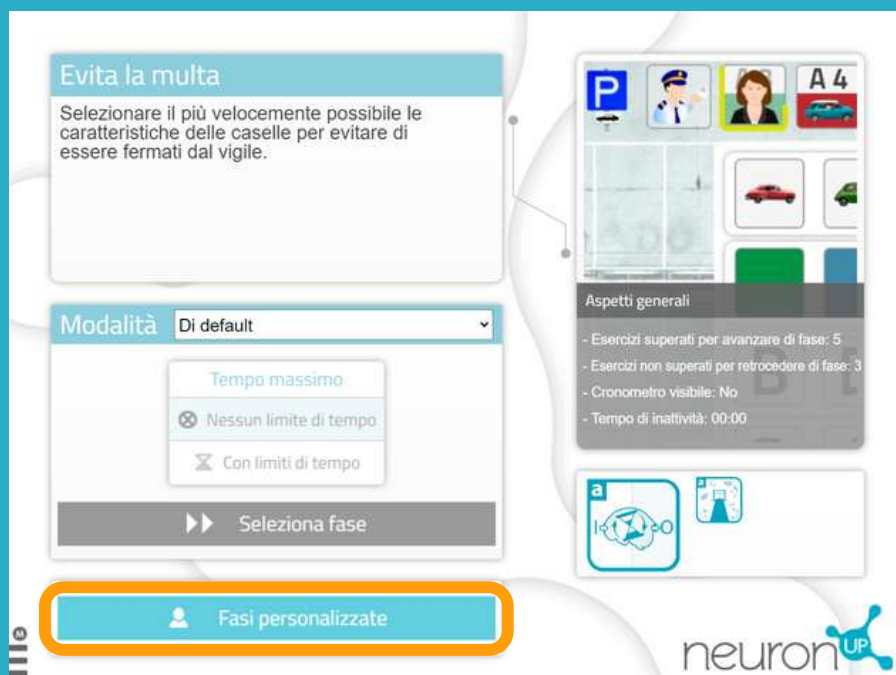 Evita la multa
Selezionare il più velocemente possibile le
caratteristiche delle caselle per evitare di
essere fermati dal vigile.
P
A 4
Aspetti generali
- Esercizi superati per avanzare di fase: 5
- Esercizi non superati per retrocedere di fase: 3
- Cronometro visibile: No
- Tempo di inattività: 00:00
B
Modalità
Di default
Tempo massimo
Nessun limite di tempo
Con limiti di tempo
Seleziona fase
a
I
O
a
Fasi personalizzate
M
neuronUP